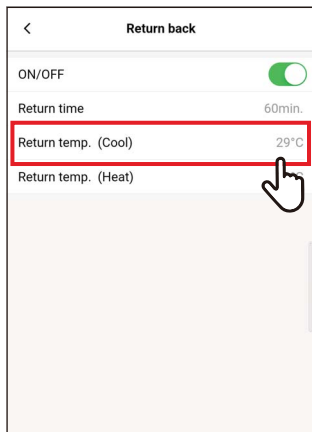 Return back
ON/OFF
Return time 60min.
Return temp. (Cool) 29°C
Return temp. (Heat)